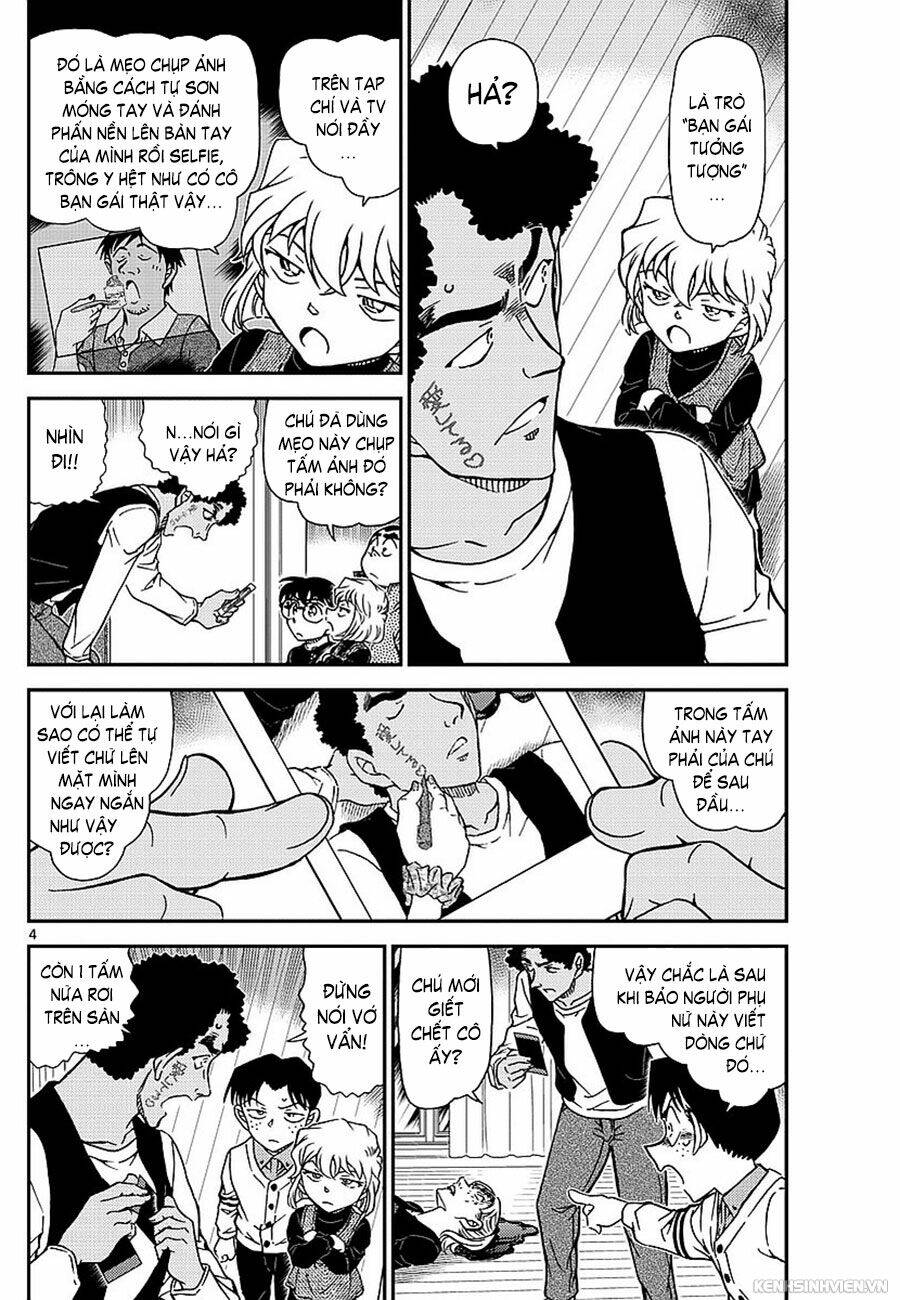 LÀ TRÒ
"BẠN GÁI
TƯỞNG
TƯỢNG"
...
HẢ?
TRÊN TẠP
CHÍ VÀ TV
NÓI ĐẦY
...
ĐÓ LÀ MẸO CHỤP ẢNH
BẰNG CÁCH TỰ SƠN
MÓNG TAY VÀ ĐÁNH
PHẤN NỀN LÊN BÀN TAY
CỦA MÌNH RỒI SELFIE,
TRÔNG Y HỆT NHƯ CÓ CÔ
BẠN GÁI THẬT VẬY...
CHÚ ĐÃ DÙNG
MẸO NÀY CHỤP
TẤM ẢNH ĐÓ
PHẢI KHÔNG?
N...NÓI GÌ
VẬY HẢ?
NHÌN
ĐI!!
TRONG TẤM
ẢNH NÀY TAY
PHẢI CỦA CHÚ
ĐỂ SAU
ĐẦU...
VỚI LẠI LÀM
SAO CÓ THỂ TỰ
VIẾT CHỮ LÊN
MẶT MÌNH
NGAY NGẮN
NHƯ VẬY
ĐƯỢC?
4
VẬY CHẮC LÀ SAU
KHI BẢO NGƯỜI PHỤ
NỮ NÀY VIẾT
DÒNG CHỮ
ĐÓ...
CHÚ MỚI
GIẾT
CHẾT CÔ
ẤY?
ĐỪNG
NÓI VỚ
VẨN!
CÒN 1 TẤM
NỬA RƠI
TRÊN SÀN
...
KENHSINHVIEN.VN